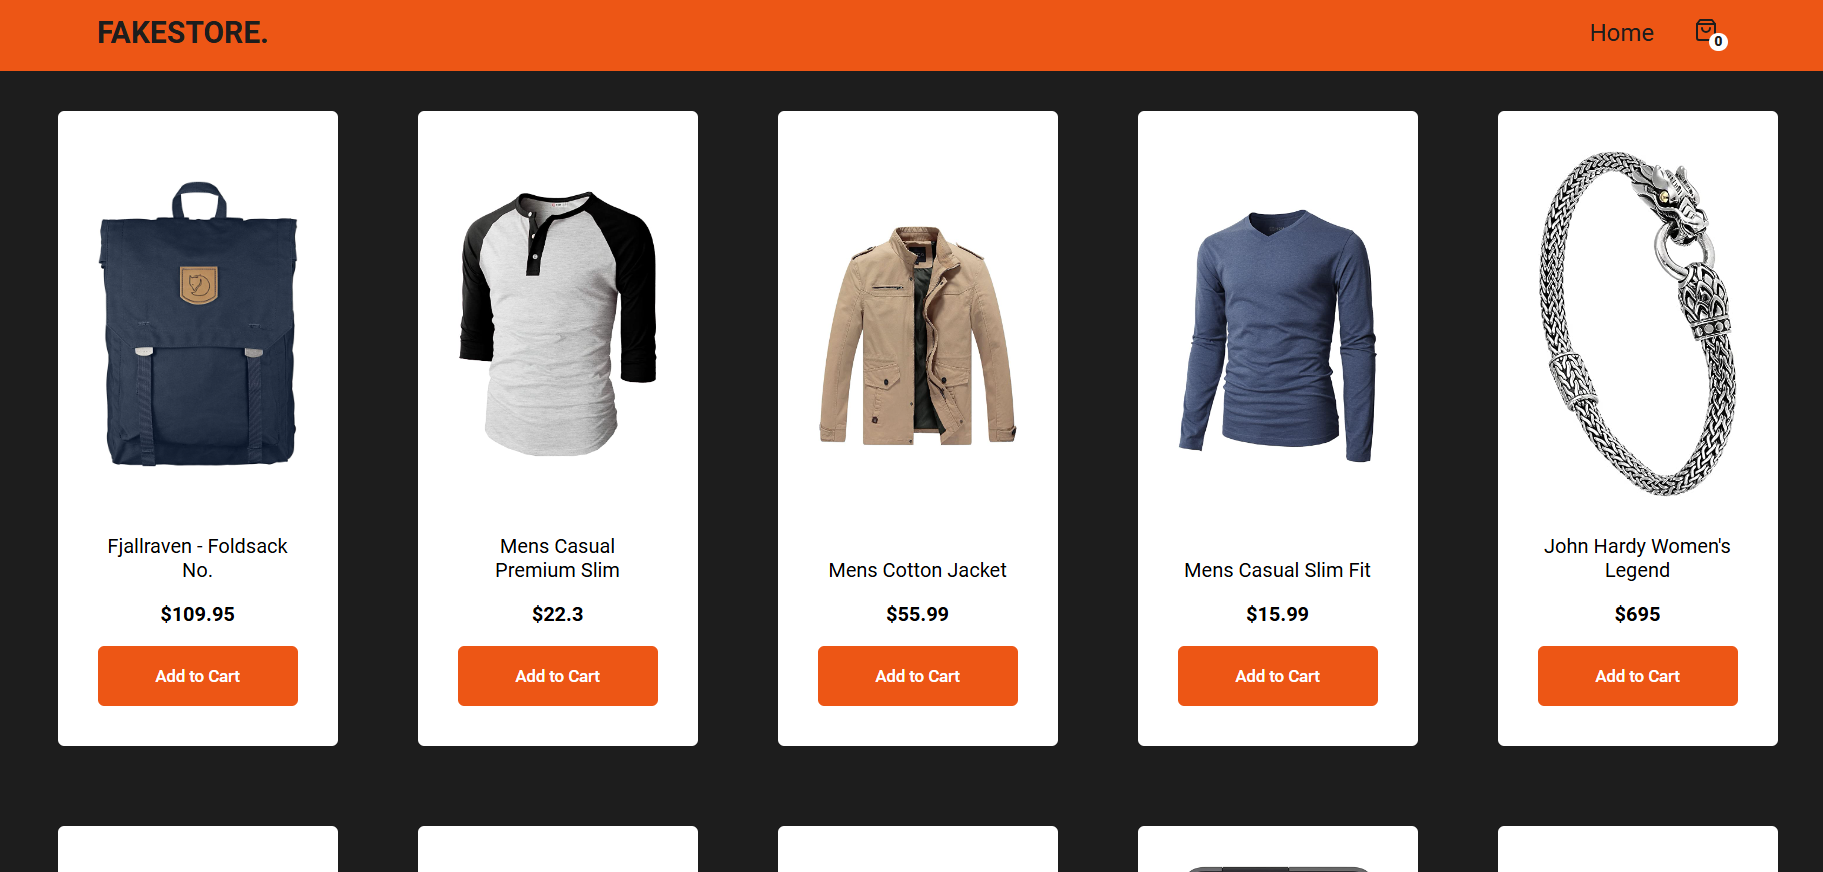 FAKESTORE.
Home
0
Fjallraven - Foldsack
No.
$109.95
Add to Cart
Mens Casual
Premium Slim
$22.3
Add to Cart
Mens Cotton Jacket
$55.99
Add to Cart
Mens Casual Slim Fit
$15.99
Add to Cart
John Hardy Women's
Legend
$695
Add to Cart